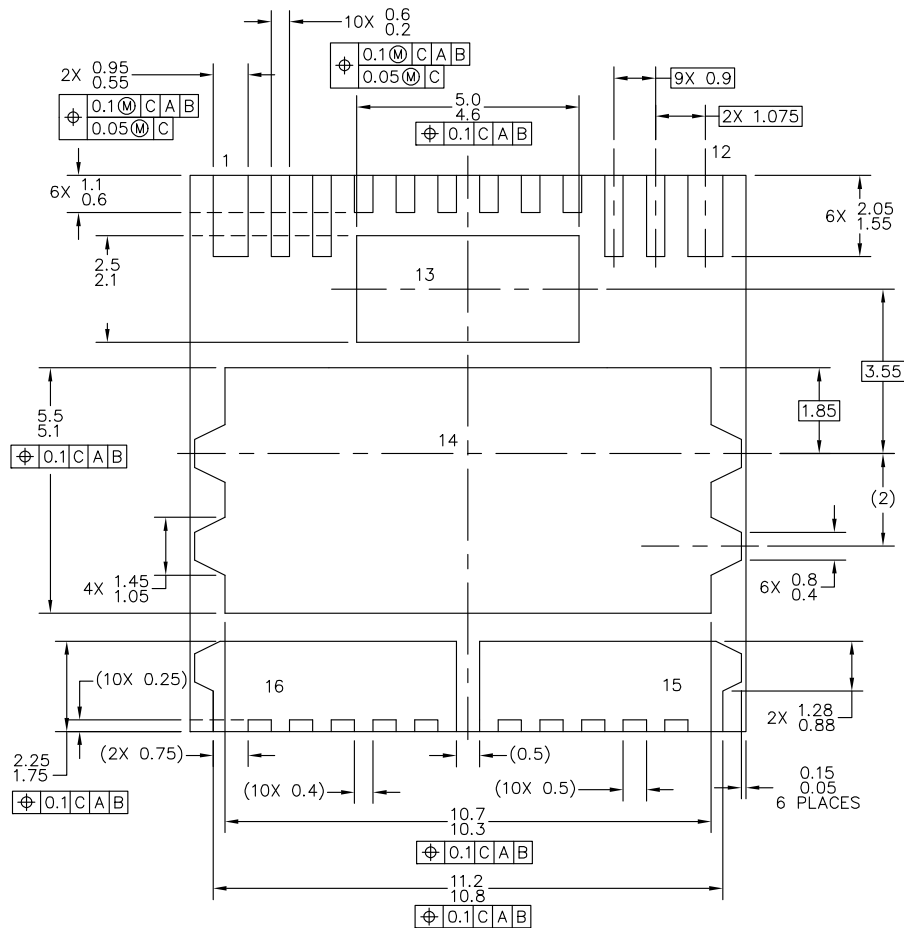 10X 0.6
0.2
⌖ 0.1 Ⓜ C A B
0.05 Ⓜ C
2X 0.95
0.55
⌖ 0.1 Ⓜ C A B
0.05 Ⓜ C
9X 0.9
2X 1.075
5.0
4.6
⌖ 0.1 C A B
1
12
6X 1.1
0.6
6X 2.05
1.55
2.5
2.1
13
3.55
1.85
5.5
5.1
⌖ 0.1 C A B
14
(2)
4X 1.45
1.05
6X 0.8
0.4
(10X 0.25)
16
15
2X 1.28
0.88
2.25
1.75
⌖ 0.1 C A B
(2X 0.75)
(0.5)
(10X 0.4)
(10X 0.5)
0.15
0.05
6 PLACES
10.7
10.3
⌖ 0.1 C A B
11.2
10.8
⌖ 0.1 C A B